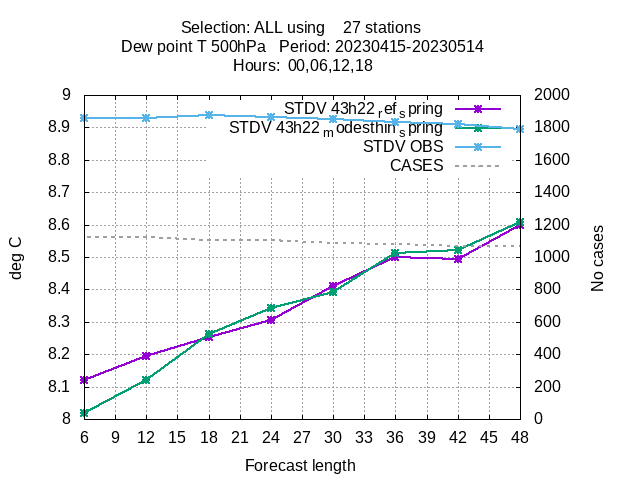 Selection: ALL using    27 stations
Dew point T 500hPa   Period: 20230415-20230514
Hours:  00,06,12,18
9 2000
STDV 43h22ref_spring
8.9 STDV 43h22modesthin_spring 1800
STDV OBS
8.8 CASES 1600
8.7 1400
8.6 1200
8.5 1000
deg C No cases
8.4 800
8.3 600
8.2 400
8.1 200
8 0
6 9 12 15 18 21 24 27 30 33 36 39 42 45 48
Forecast length